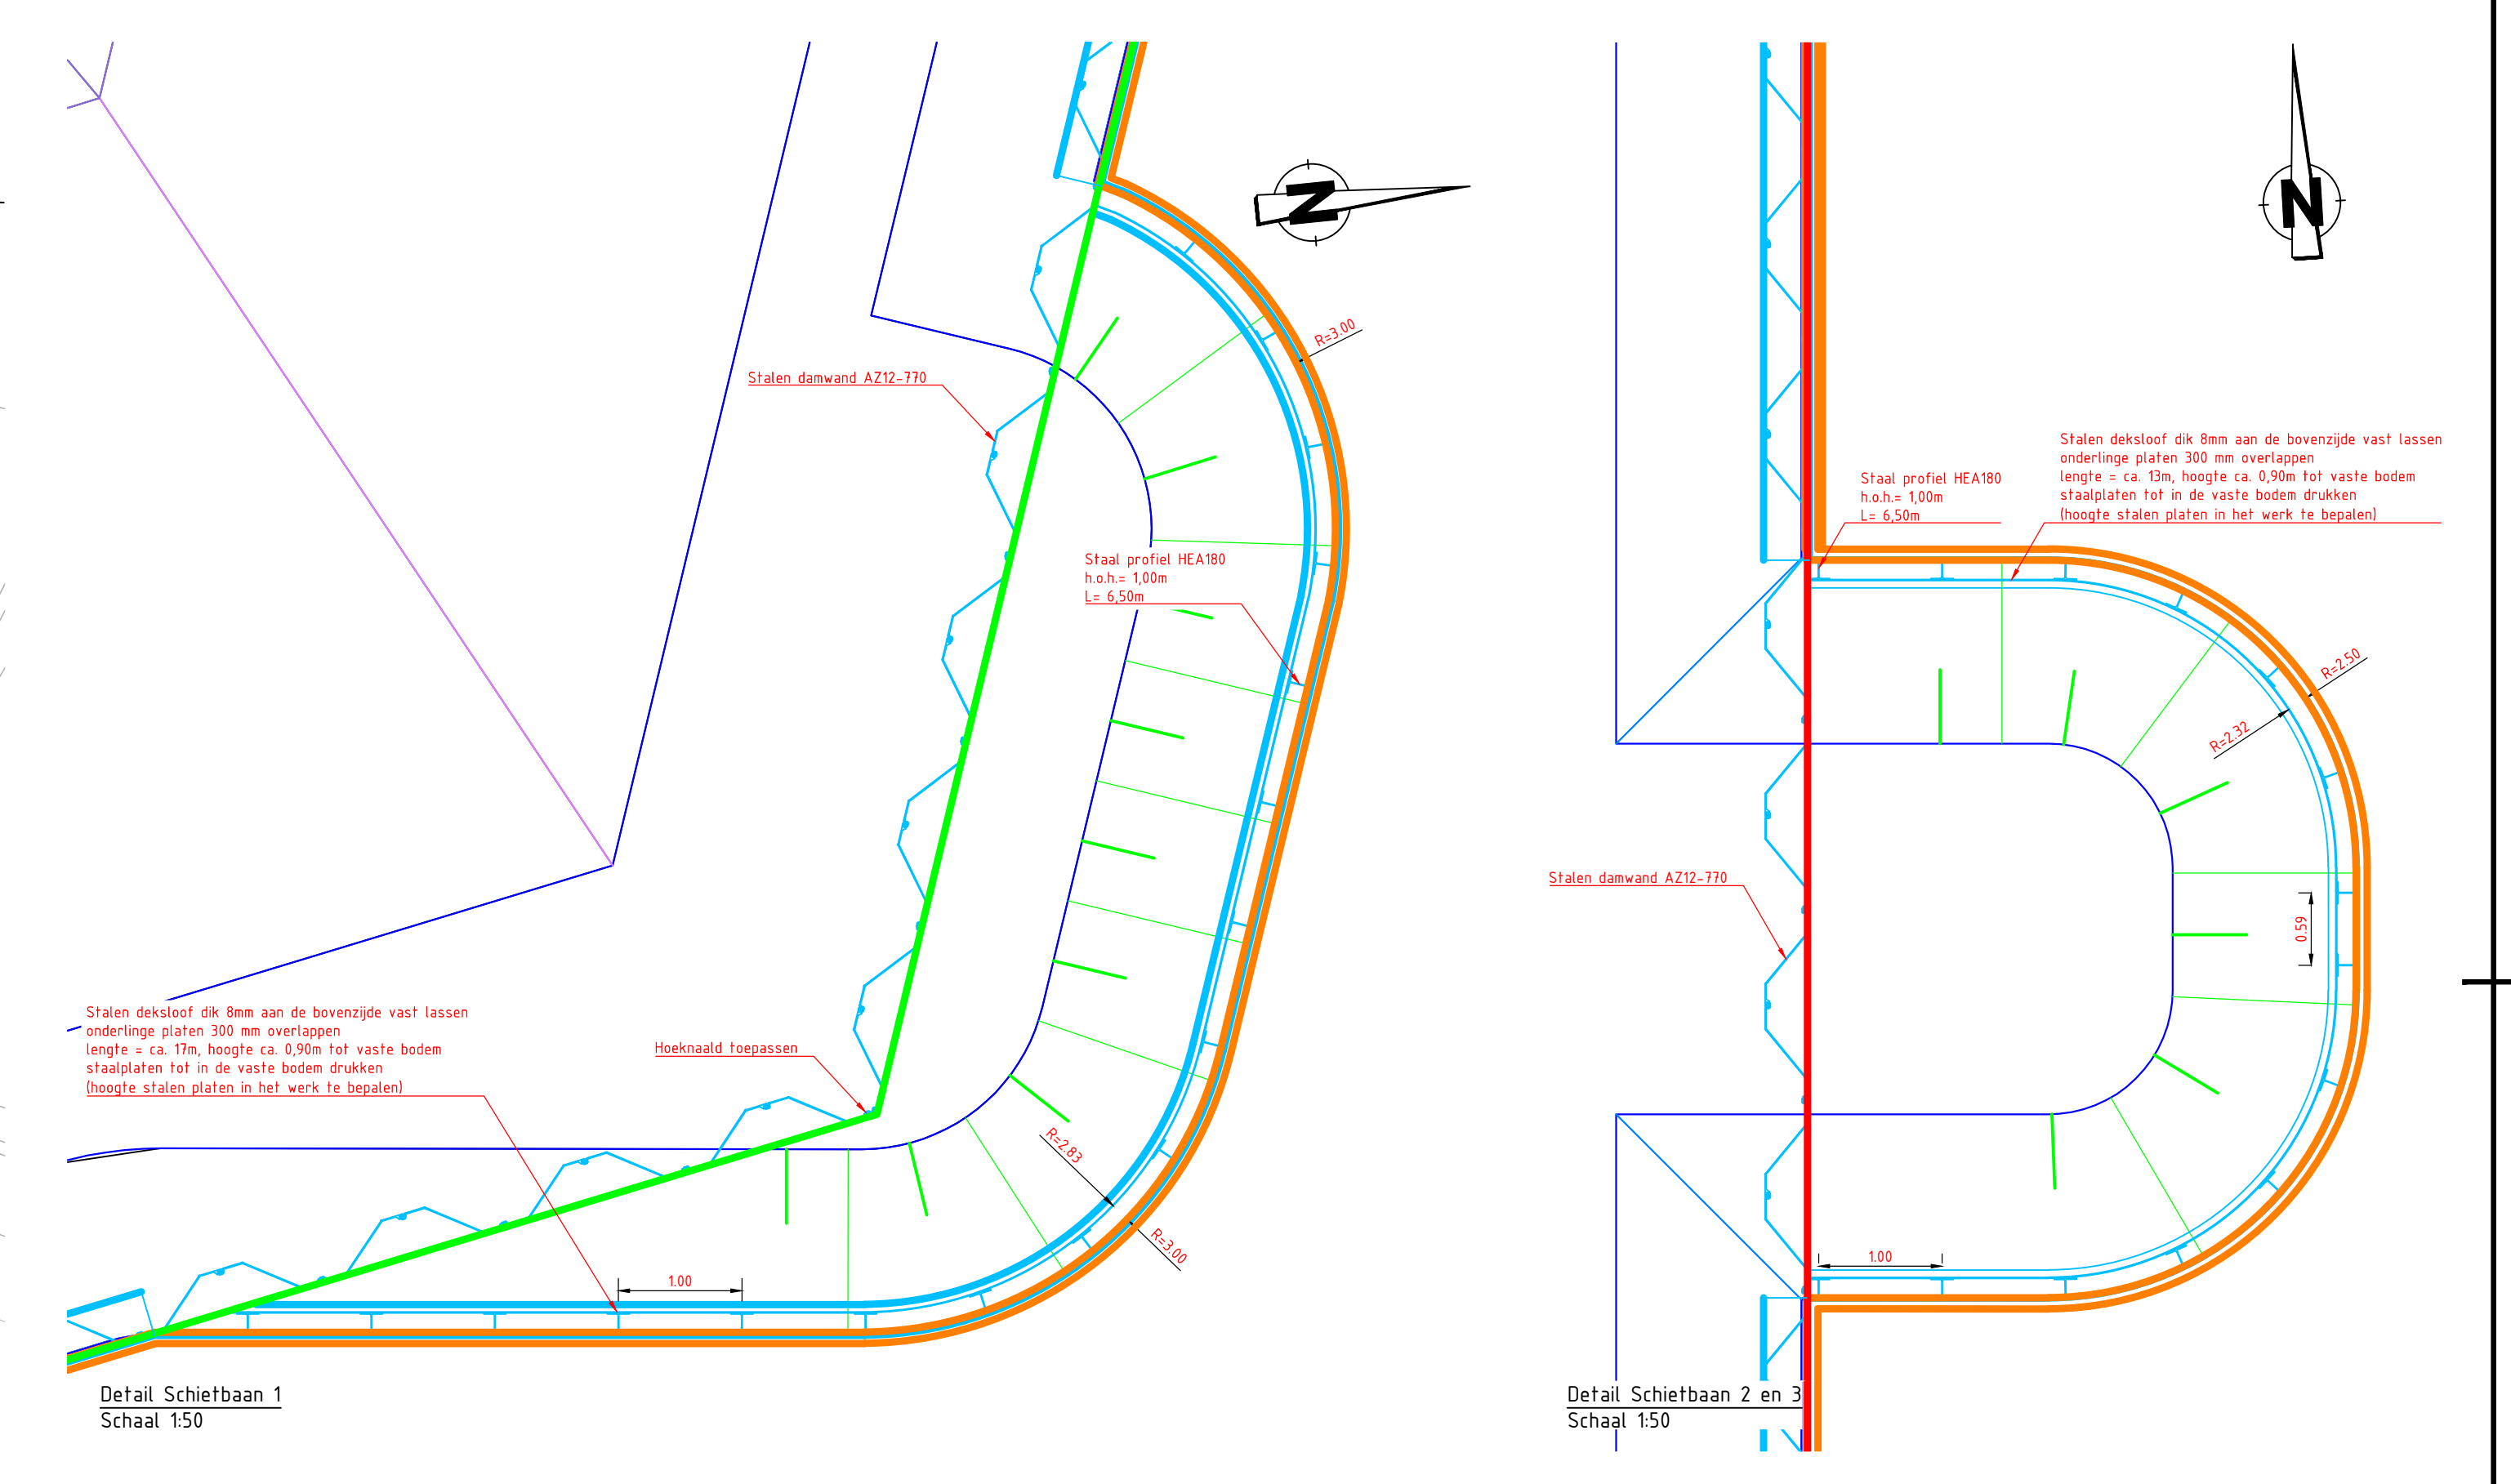 N
N
R=3.00
Stalen damwand AZ12-770
Staal profiel HEA180
h.o.h.= 1,00m
L= 6,50m
Stalen deksloof dik 8mm aan de bovenzijde vast lassen
onderlinge platen 300 mm overlappen
lengte = ca. 17m, hoogte ca. 0,90m tot vaste bodem
staalplaten tot in de vaste bodem drukken
(hoogte stalen platen in het werk te bepalen)
Hoeknaald toepassen
R=2.83
R=3.00
1.00
Detail Schietbaan 1
Schaal 1:50
Stalen deksloof dik 8mm aan de bovenzijde vast lassen
onderlinge platen 300 mm overlappen
lengte = ca. 13m, hoogte ca. 0,90m tot vaste bodem
staalplaten tot in de vaste bodem drukken
(hoogte stalen platen in het werk te bepalen)
Staal profiel HEA180
h.o.h.= 1,00m
L= 6,50m
R=2.50
R=2.32
Stalen damwand AZ12-770
0.59
1.00
Detail Schietbaan 2 en 3
Schaal 1:50